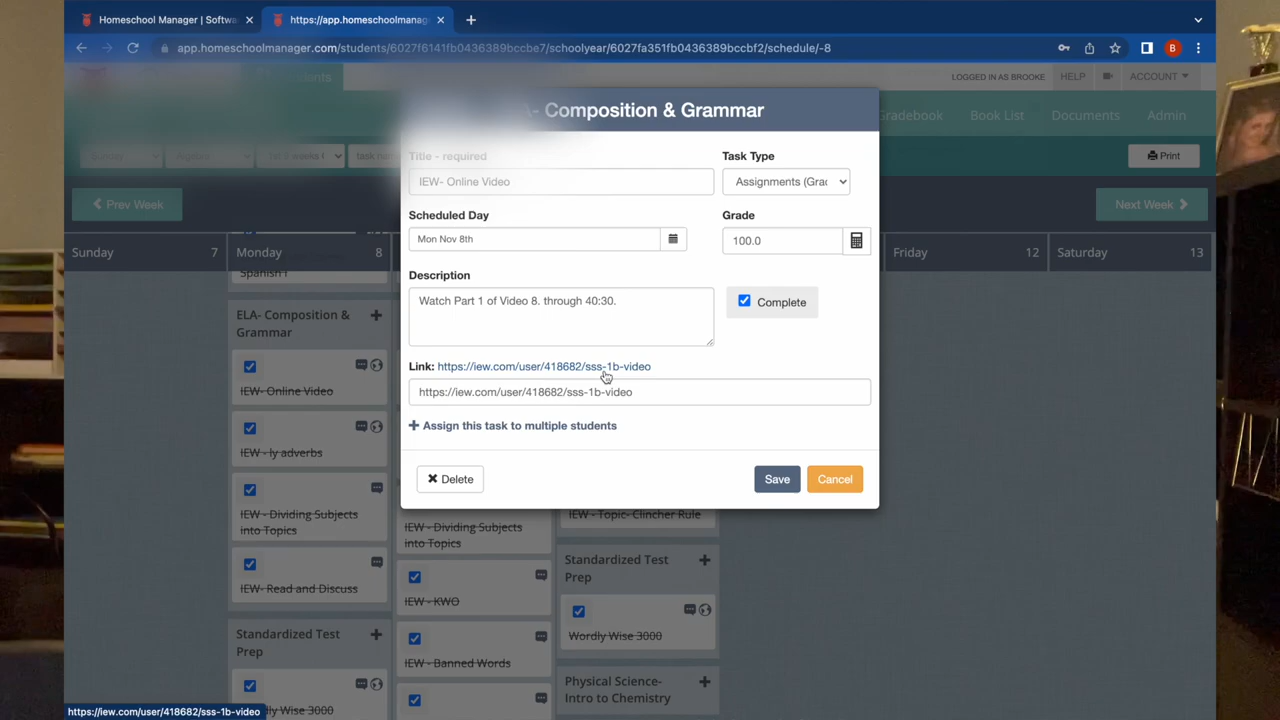 Homeschool Manager | Softwa
https://app.homeschoolmanag
app.homeschoolmanager.com/students/6027f6141fb0436389bccbe7/schoolyear/6027fa351fb0436389bccbf2/schedule/-8
B
LOGGED IN AS BROOKE
HELP
ACCOUNT
- Composition & Grammar
Gradebook
Book List
Documents
Admin
Sunday
Algebra
task na
Print
Prev Week
Next Week
Title - required
IEW- Online Video
Task Type
Assignments (Grad
Scheduled Day
Mon Nov 8th
Grade
100.0
Description
Watch Part 1 of Video 8. through 40:30.
Complete
Link: https://iew.com/user/418682/sss-1b-video
https://iew.com/user/418682/sss-1b-video
+ Assign this task to multiple students
Delete
Save
Cancel
Sunday 7
Monday 8
Friday 12
Saturday 13
Spanish I
ELA- Composition &
Grammar
IEW- Online Video
IEW - ly adverbs
IEW - Dividing Subjects
into Topics
IEW- Read and Discuss
Standardized Test
Prep
Wordly Wise 3000
IEW - Dividing Subjects
into Topics
IEW - KWO
IEW - Banned Words
IEW - Topic- Clincher Rule
Standardized Test
Prep
Wordly Wise 3000
Physical Science-
Intro to Chemistry
https://iew.com/user/418682/sss-1b-video